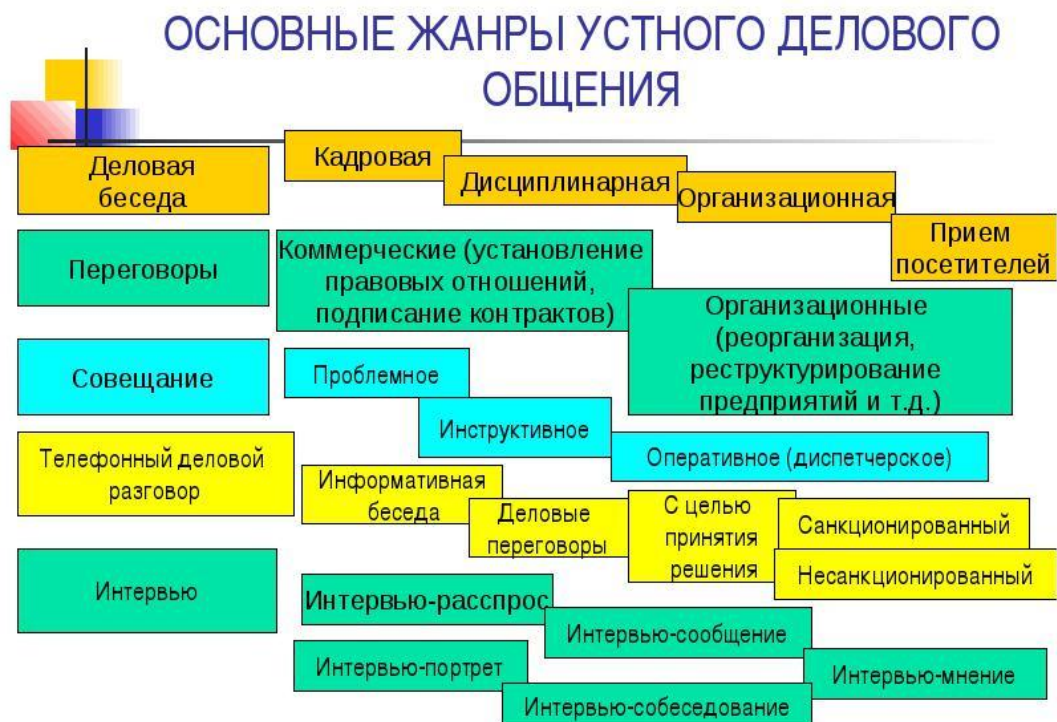 ОСНОВНЫЕ ЖАНРЫ УСТНОГО ДЕЛОВОГО
ОБЩЕНИЯ
Деловая
беседа
Кадровая
Дисциплинарная
Организационная
Прием
посетителей
Переговоры
Коммерческие (установление
правовых отношений,
подписание контрактов)
Организационные
(реорганизация,
реструктурирование
предприятий и т.д.)
Совещание
Проблемное
Инструктивное
Оперативное (диспетчерское)
Телефонный деловой
разговор
Информативная
беседа
Деловые
переговоры
С целью
принятия
решения
Санкционированный
Несанкционированный
Интервью
Интервью-расспрос
Интервью-сообщение
Интервью-портрет
Интервью-мнение
Интервью-собеседование